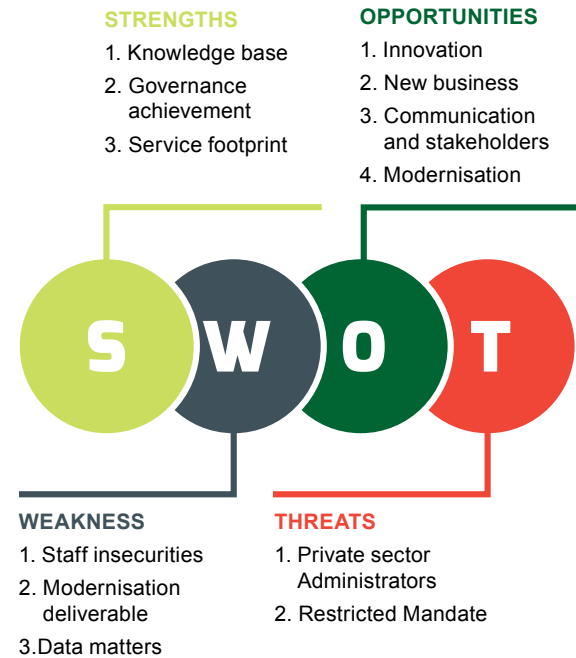 STRENGTHS
1. Knowledge base
2. Governance
achievement
3. Service footprint
OPPORTUNITIES
1. Innovation
2. New business
3. Communication
and stakeholders
4. Modernisation
S
W
O
T
WEAKNESS
1. Staff insecurities
2. Modernisation
deliverable
3.Data matters
THREATS
1. Private sector
Administrators
2. Restricted Mandate